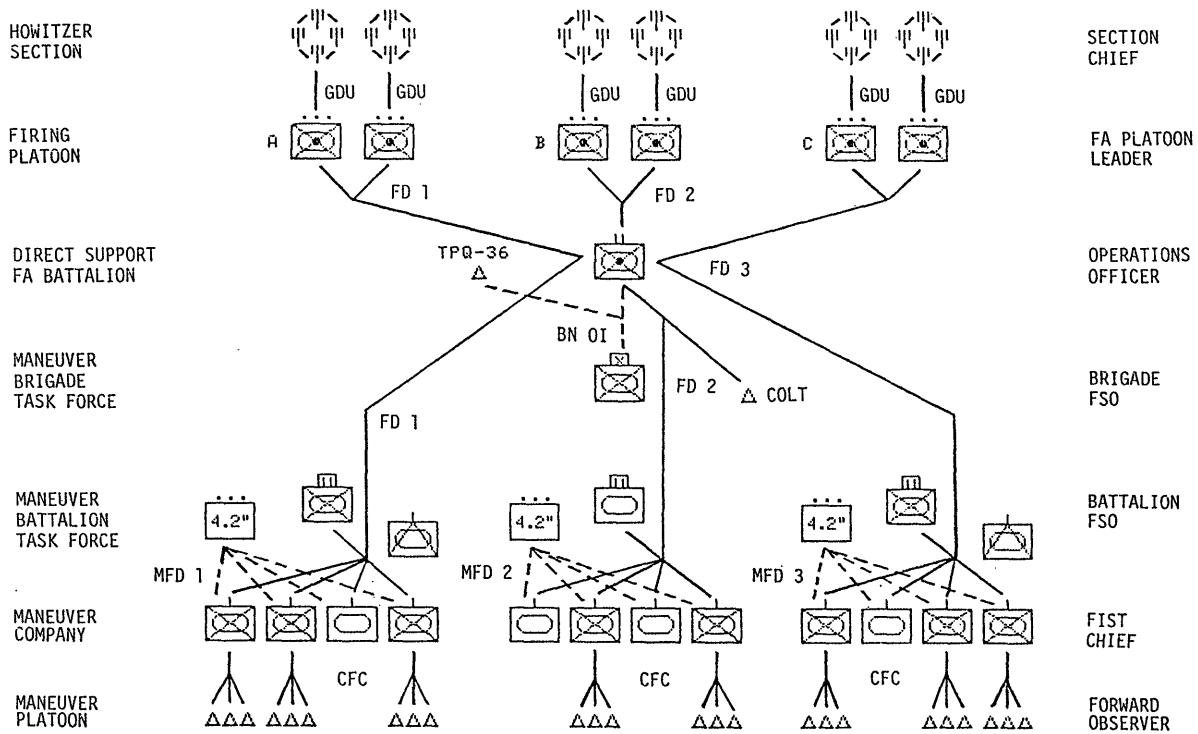 HOWITZER
SECTION
SECTION
CHIEF
GDU GDU GDU GDU GDU GDU
FIRING
PLATOON
A B C
FA PLATOON
LEADER
FD 1 FD 2
DIRECT SUPPORT
FA BATTALION
TPQ-36
FD 3
OPERATIONS
OFFICER
BN OI
MANEUVER
BRIGADE
TASK FORCE
FD 2
COLT
BRIGADE
FSO
FD 1
MANEUVER
BATTALION
TASK FORCE
4.2" 4.2" 4.2"
BATTALION
FSO
MFD 1 MFD 2 MFD 3
MANEUVER
COMPANY
FIST
CHIEF
CFC CFC CFC
MANEUVER
PLATOON
FORWARD
OBSERVER